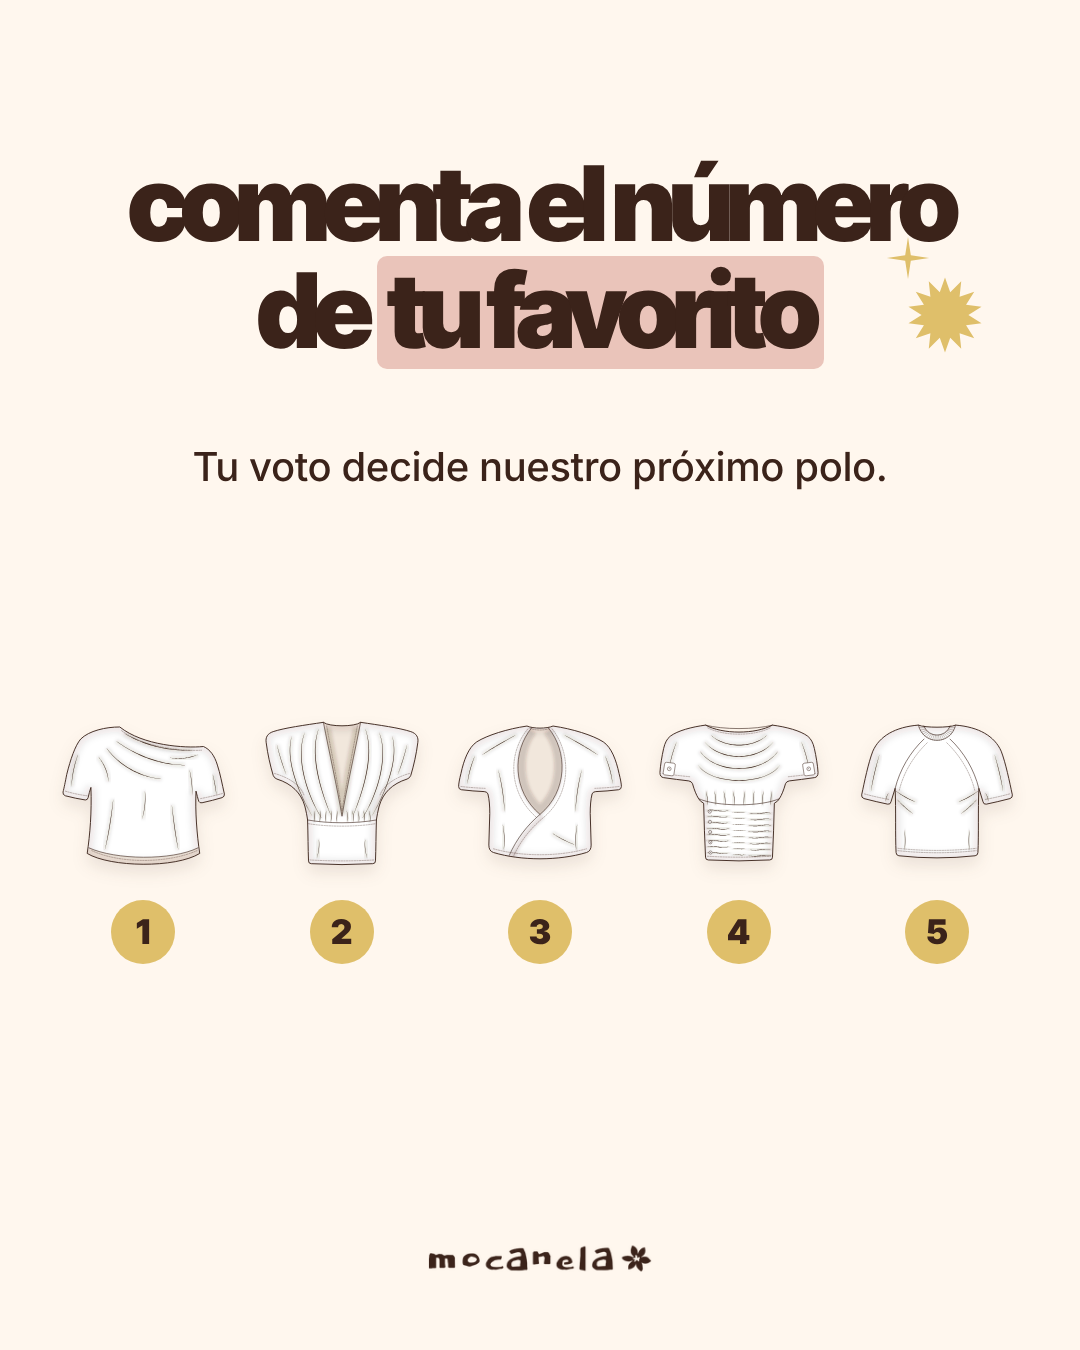 comenta el número
de tu favorito
Tu voto decide nuestro próximo polo.
1 2 3 4 5
mocanela